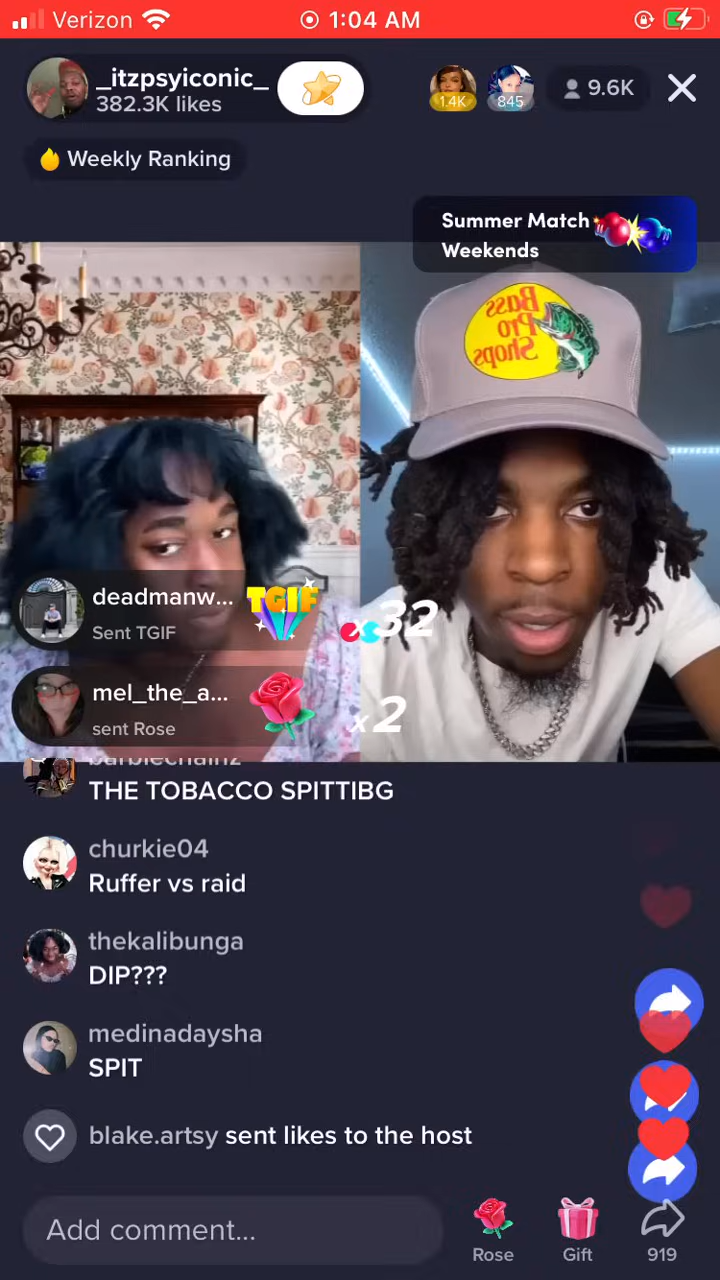 Verizon
1:04 AM
_itzpsyiconic_
382.3K likes
1.4K
845
9.6K
Weekly Ranking
Summer Match
Weekends
Bass
Pro
Shops
deadmanw...
Sent TGIF
TGIF
x32
mel_the_a...
sent Rose
x2
barbiechainz
THE TOBACCO SPITTIBG
churkie04
Ruffer vs raid
thekalibunga
DIP???
medinadaysha
SPIT
blake.artsy sent likes to the host
Add comment...
Rose
Gift
919